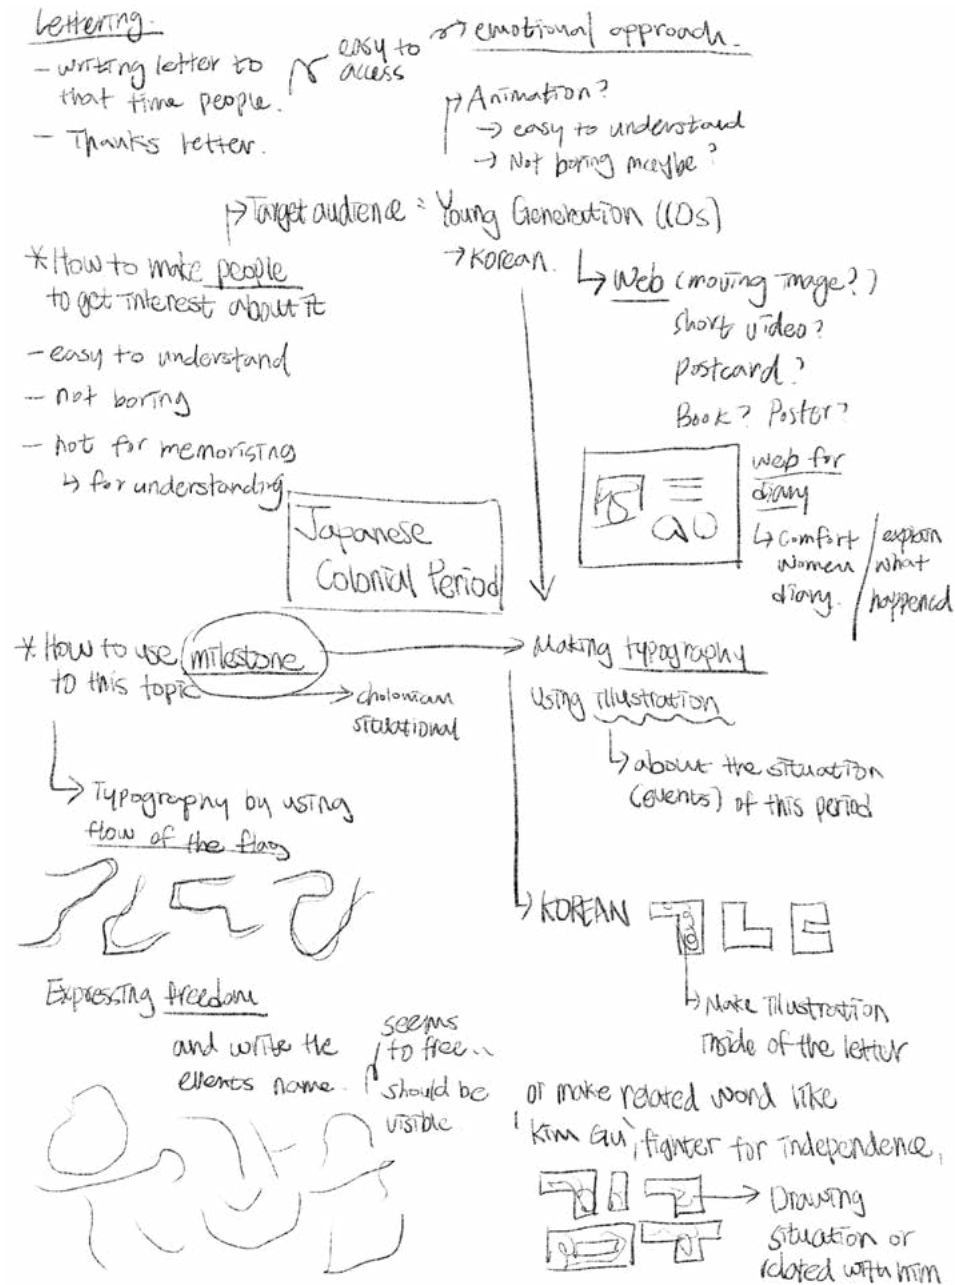 Lettering.
- writing letter to
that time people.
- Thanks letter.
easy to
access
emotional approach.
Animation?
→ easy to understand
→ Not boring maybe?
Target audience = Young Generation (10s)
→ Korean.
* How to make people
to get interest about it
- easy to understand
- not boring
- not for memorising
↳ for understanding.
↳ Web (moving image?)
short video?
Postcard?
Book? Poster?
web for
diary
↳ Comfort
women
diary.
explain
what
happened
Japanese
Colonial Period
* How to use milestone
to this topic
situational
→ Making typography
using illustration
↳ about the situation
(events) of this period
↳ Typography by using
flow of the flag
ㄱ ㄴ ㄷ
↳ KOREAN ㄱ ㄴ ㄷ
↳ Make illustration
inside of the letter
Expressing freedom
and write the
events name.
seems
to free..
should be
visible
or make related word like
'Kim Gu', fighter for independence,
김 구
→ Drawing
situation or
related with him